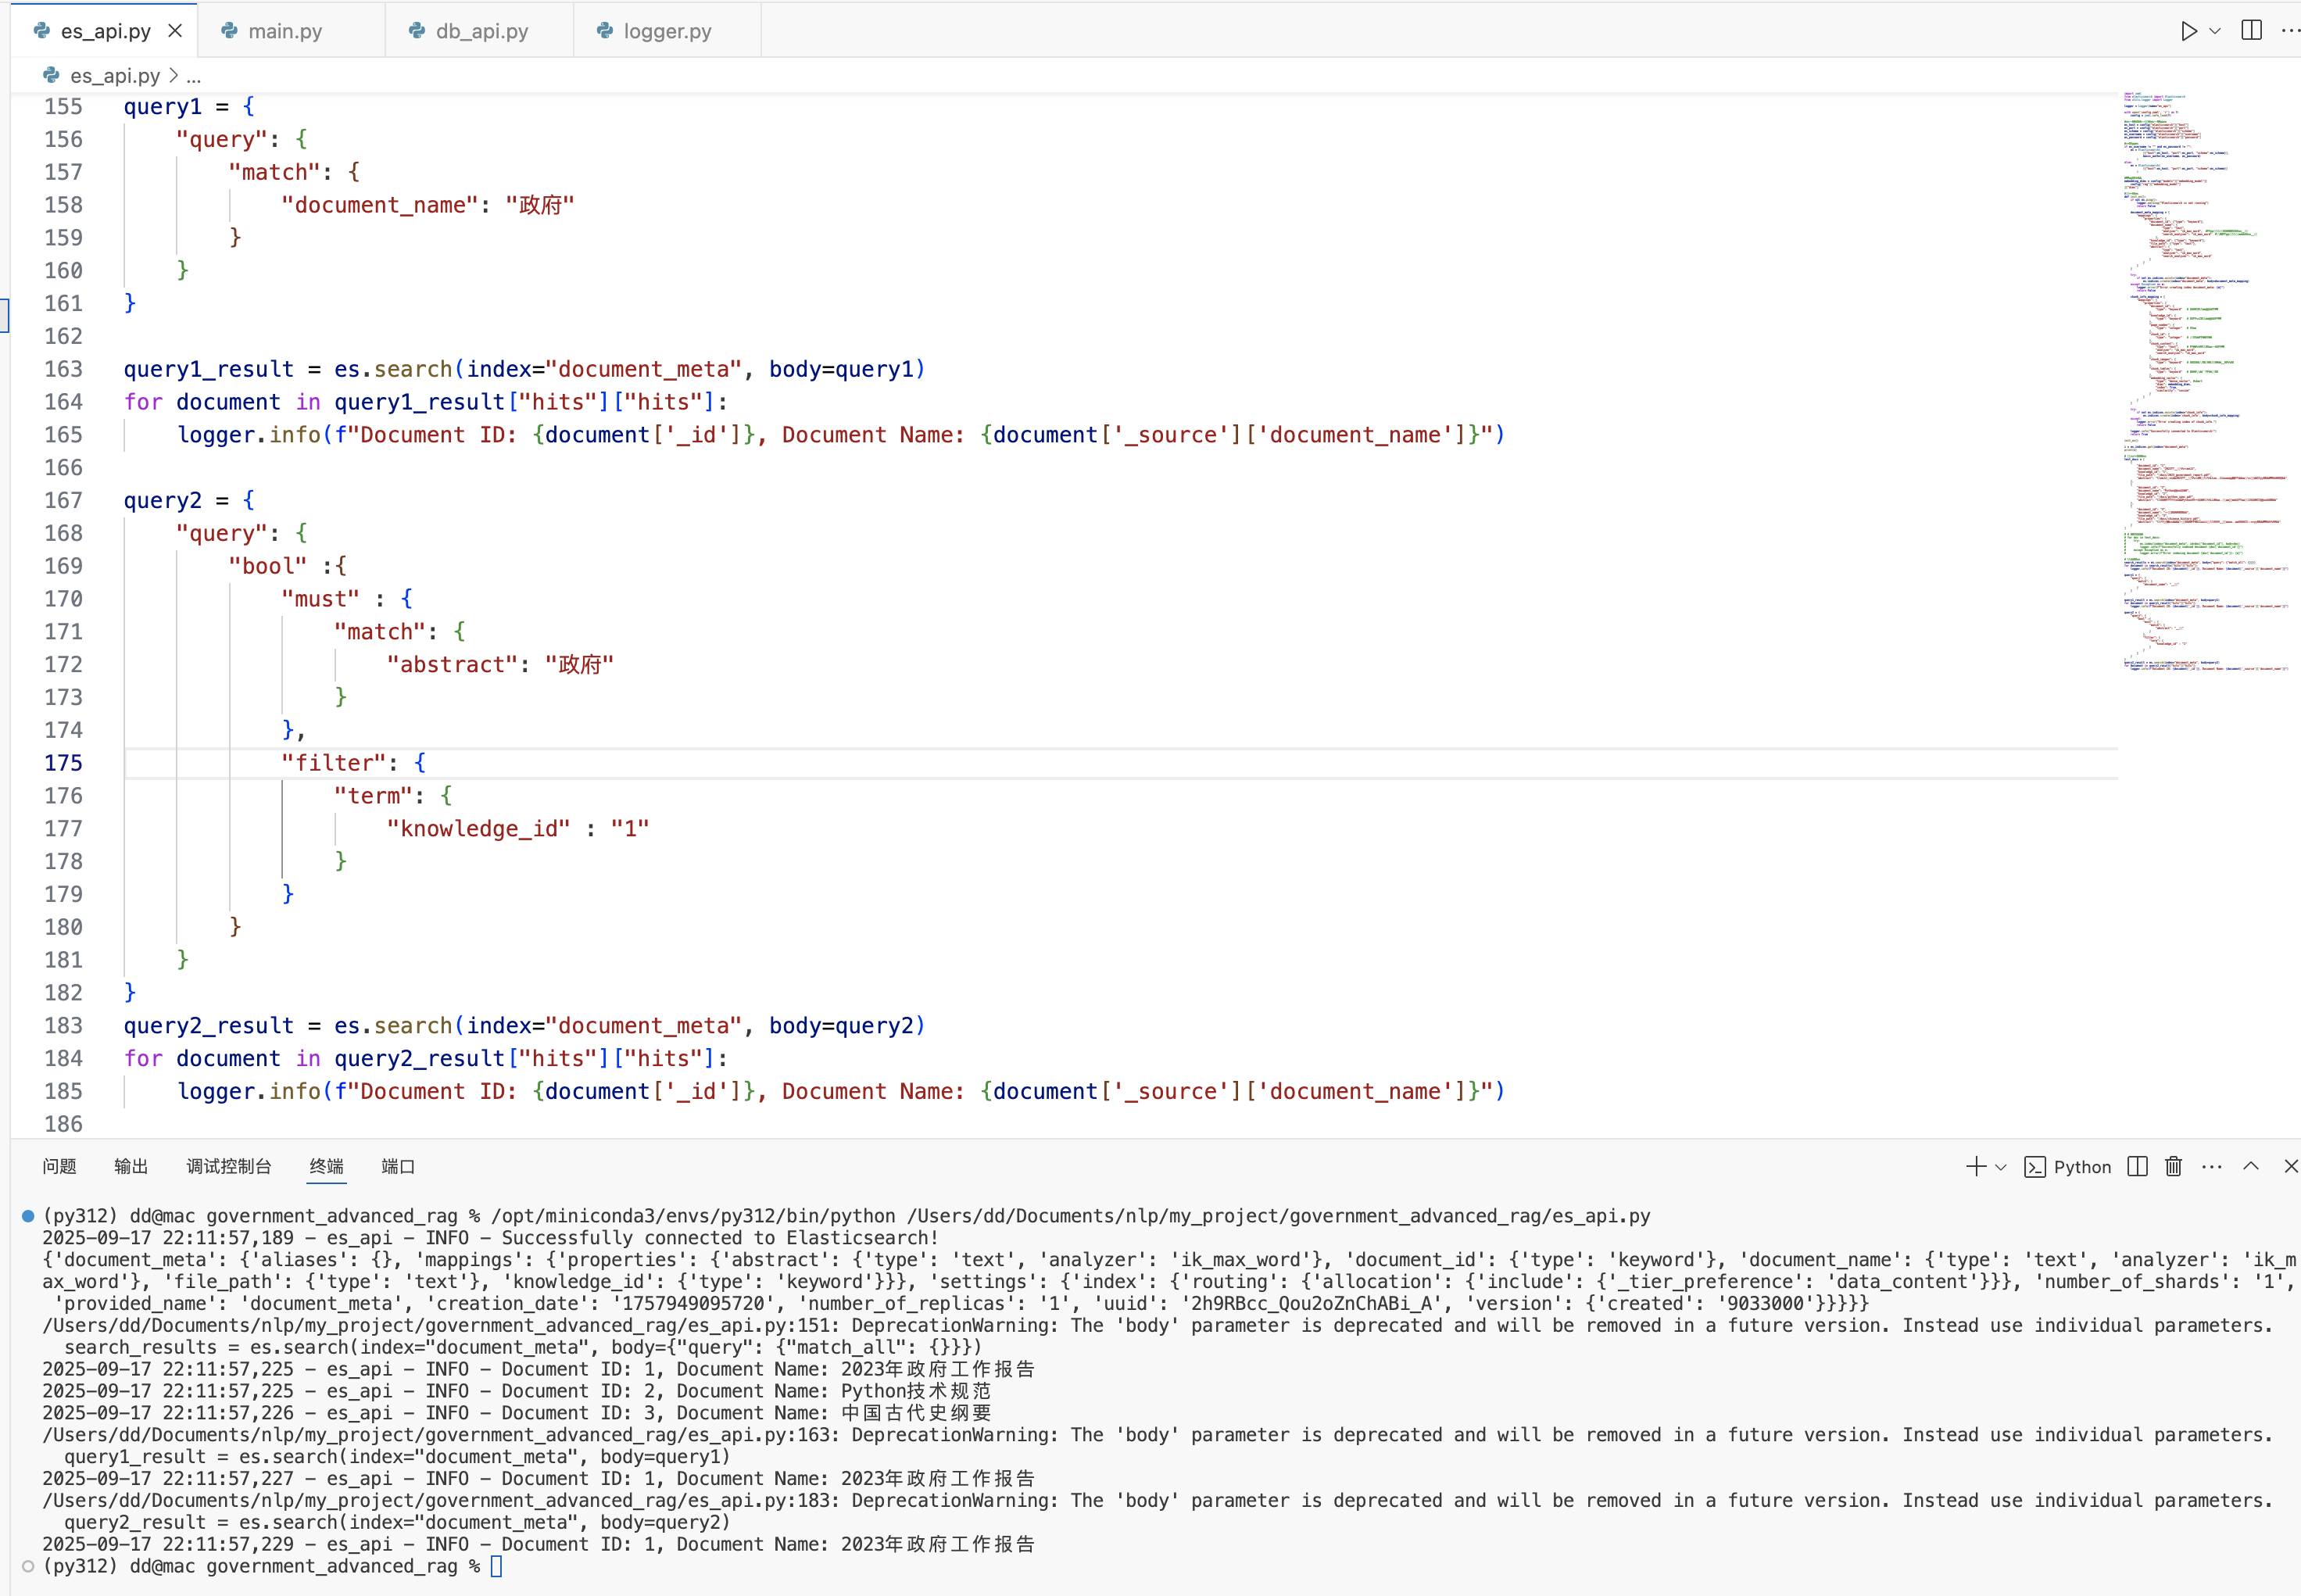 es_api.py
main.py
db_api.py
logger.py
es_api.py > ...
155 query1 = {
156     "query": {
157         "match": {
158             "document_name": "政府"
159         }
160     }
161 }
162
163 query1_result = es.search(index="document_meta", body=query1)
164 for document in query1_result["hits"]["hits"]:
165     logger.info(f"Document ID: {document['_id']}, Document Name: {document['_source']['document_name']}")
166
167 query2 = {
168     "query": {
169         "bool" :{
170             "must" : {
171                 "match": {
172                     "abstract": "政府"
173                 }
174             },
175             "filter": {
176                 "term": {
177                     "knowledge_id" : "1"
178                 }
179             }
180         }
181     }
182 }
183 query2_result = es.search(index="document_meta", body=query2)
184 for document in query2_result["hits"]["hits"]:
185     logger.info(f"Document ID: {document['_id']}, Document Name: {document['_source']['document_name']}")
186
问题 输出 调试控制台 终端 端口
Python
(py312) dd@mac government_advanced_rag % /opt/miniconda3/envs/py312/bin/python /Users/dd/Documents/nlp/my_project/government_advanced_rag/es_api.py
2025-09-17 22:11:57,189 - es_api - INFO - Successfully connected to Elasticsearch!
{'document_meta': {'aliases': {}, 'mappings': {'properties': {'abstract': {'type': 'text', 'analyzer': 'ik_max_word'}, 'document_id': {'type': 'keyword'}, 'document_name': {'type': 'text', 'analyzer': 'ik_m
ax_word'}, 'file_path': {'type': 'text'}, 'knowledge_id': {'type': 'keyword'}}}, 'settings': {'index': {'routing': {'allocation': {'include': {'_tier_preference': 'data_content'}}}, 'number_of_shards': '1',
 'provided_name': 'document_meta', 'creation_date': '1757949095720', 'number_of_replicas': '1', 'uuid': '2h9RBcc_Qou2oZnChABi_A', 'version': {'created': '9033000'}}}}}
/Users/dd/Documents/nlp/my_project/government_advanced_rag/es_api.py:151: DeprecationWarning: The 'body' parameter is deprecated and will be removed in a future version. Instead use individual parameters.
  search_results = es.search(index="document_meta", body={"query": {"match_all": {}}})
2025-09-17 22:11:57,225 - es_api - INFO - Document ID: 1, Document Name: 2023年政府工作报告
2025-09-17 22:11:57,225 - es_api - INFO - Document ID: 2, Document Name: Python技术规范
2025-09-17 22:11:57,226 - es_api - INFO - Document ID: 3, Document Name: 中国古代史纲要
/Users/dd/Documents/nlp/my_project/government_advanced_rag/es_api.py:163: DeprecationWarning: The 'body' parameter is deprecated and will be removed in a future version. Instead use individual parameters.
  query1_result = es.search(index="document_meta", body=query1)
2025-09-17 22:11:57,227 - es_api - INFO - Document ID: 1, Document Name: 2023年政府工作报告
/Users/dd/Documents/nlp/my_project/government_advanced_rag/es_api.py:183: DeprecationWarning: The 'body' parameter is deprecated and will be removed in a future version. Instead use individual parameters.
  query2_result = es.search(index="document_meta", body=query2)
2025-09-17 22:11:57,229 - es_api - INFO - Document ID: 1, Document Name: 2023年政府工作报告
(py312) dd@mac government_advanced_rag %